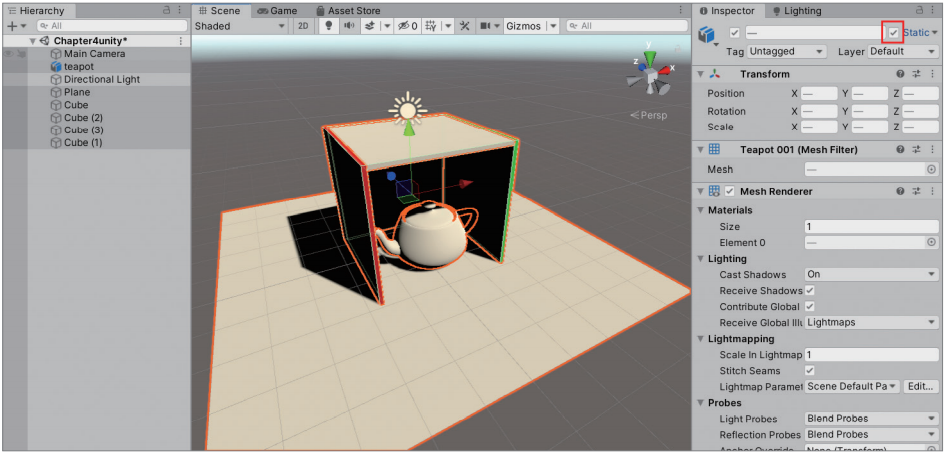 Hierarchy
All
Chapter4unity*
Main Camera
teapot
Directional Light
Plane
Cube
Cube (2)
Cube (3)
Cube (1)
Scene
Game
Asset Store
Shaded
2D
0
Gizmos
All
y
z
x
Persp
Inspector
Lighting
Static
Tag Untagged
Layer Default
Transform
Position X — Y — Z —
Rotation X — Y — Z —
Scale X — Y — Z —
Teapot 001 (Mesh Filter)
Mesh —
Mesh Renderer
Materials
Size 1
Element 0 —
Lighting
Cast Shadows On
Receive Shadows
Contribute Global
Receive Global Illu Lightmaps
Lightmapping
Scale In Lightmap 1
Stitch Seams
Lightmap Paramet Scene Default Pa Edit...
Probes
Light Probes Blend Probes
Reflection Probes Blend Probes
Anchor Override None (Transform)